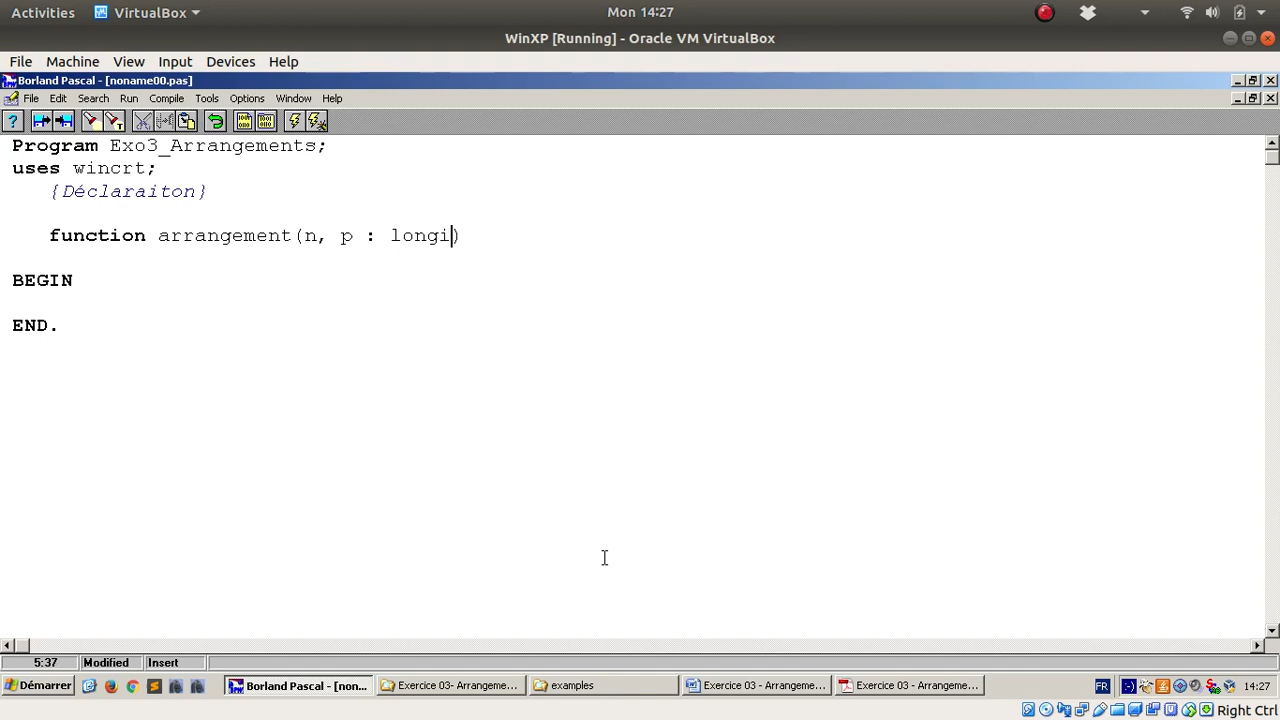 Activities VirtualBox Mon 14:27
WinXP [Running] - Oracle VM VirtualBox
File Machine View Input Devices Help
Borland Pascal - [noname00.pas]
File Edit Search Run Compile Tools Options Window Help
Program Exo3_Arrangements;
uses wincrt;
{Déclaraiton}
function arrangement(n, p : longi)
BEGIN
END.
5:37 Modified Insert
Démarrer Borland Pascal - [non... Exercice 03- Arrangeme... examples Exercice 03 - Arrangeme... Exercice 03 - Arrangeme... FR 14:27
Right Ctrl